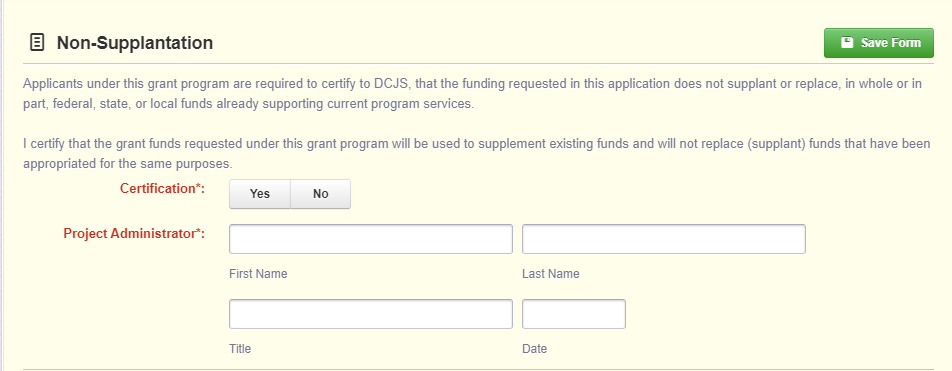 Non-Supplantation
Save Form
Applicants under this grant program are required to certify to DCJS, that the funding requested in this application does not supplant or replace, in whole or in
part, federal, state, or local funds already supporting current program services.
I certify that the grant funds requested under this grant program will be used to supplement existing funds and will not replace (supplant) funds that have been
appropriated for the same purposes.
Certification*: Yes No
Project Administrator*:
First Name Last Name
Title Date